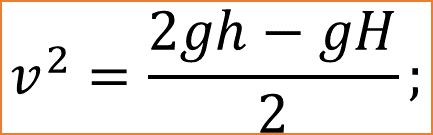 v² = (2gh − gH)/2 ;